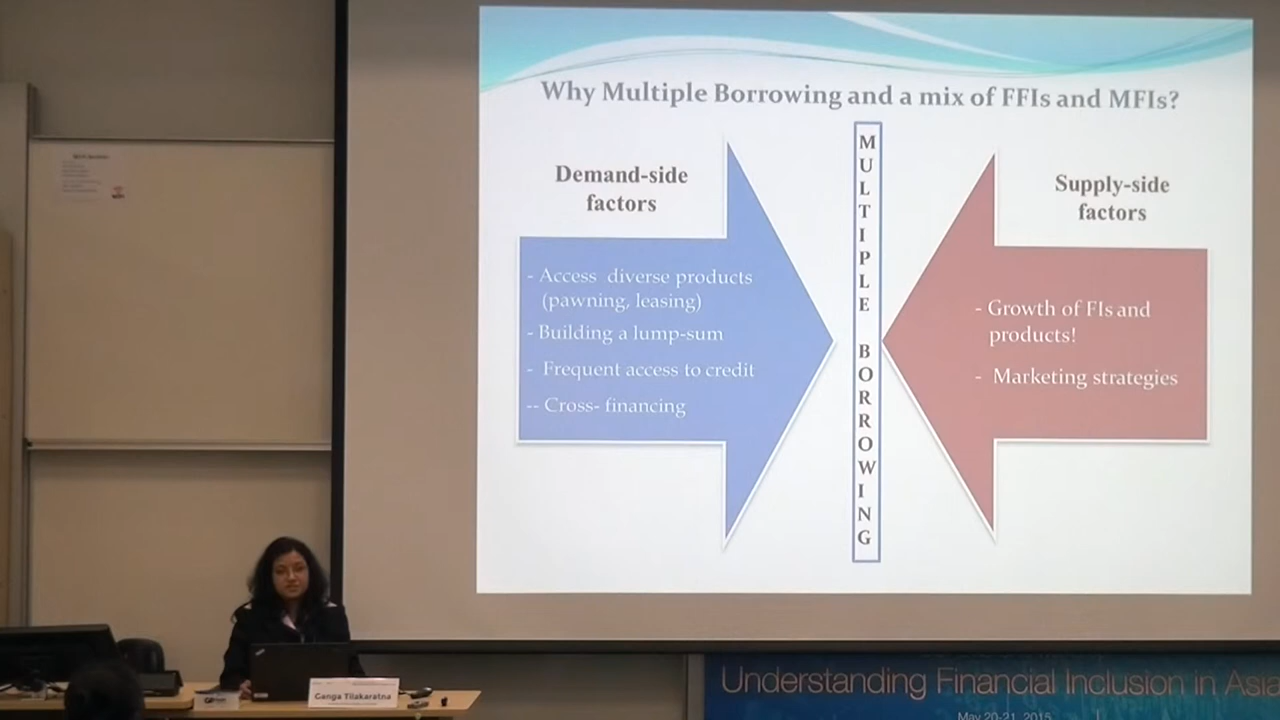 Why Multiple Borrowing and a mix of FFIs and MFIs?
Demand-side
factors
- Access diverse products
(pawning, leasing)
- Building a lump-sum
- Frequent access to credit
-- Cross- financing
MULTIPLE BORROWING
Supply-side
factors
- Growth of FIs and
products!
- Marketing strategies
Ganga Tilakaratna
Understanding Financial Inclusion in Asia
May 20-21, 2015